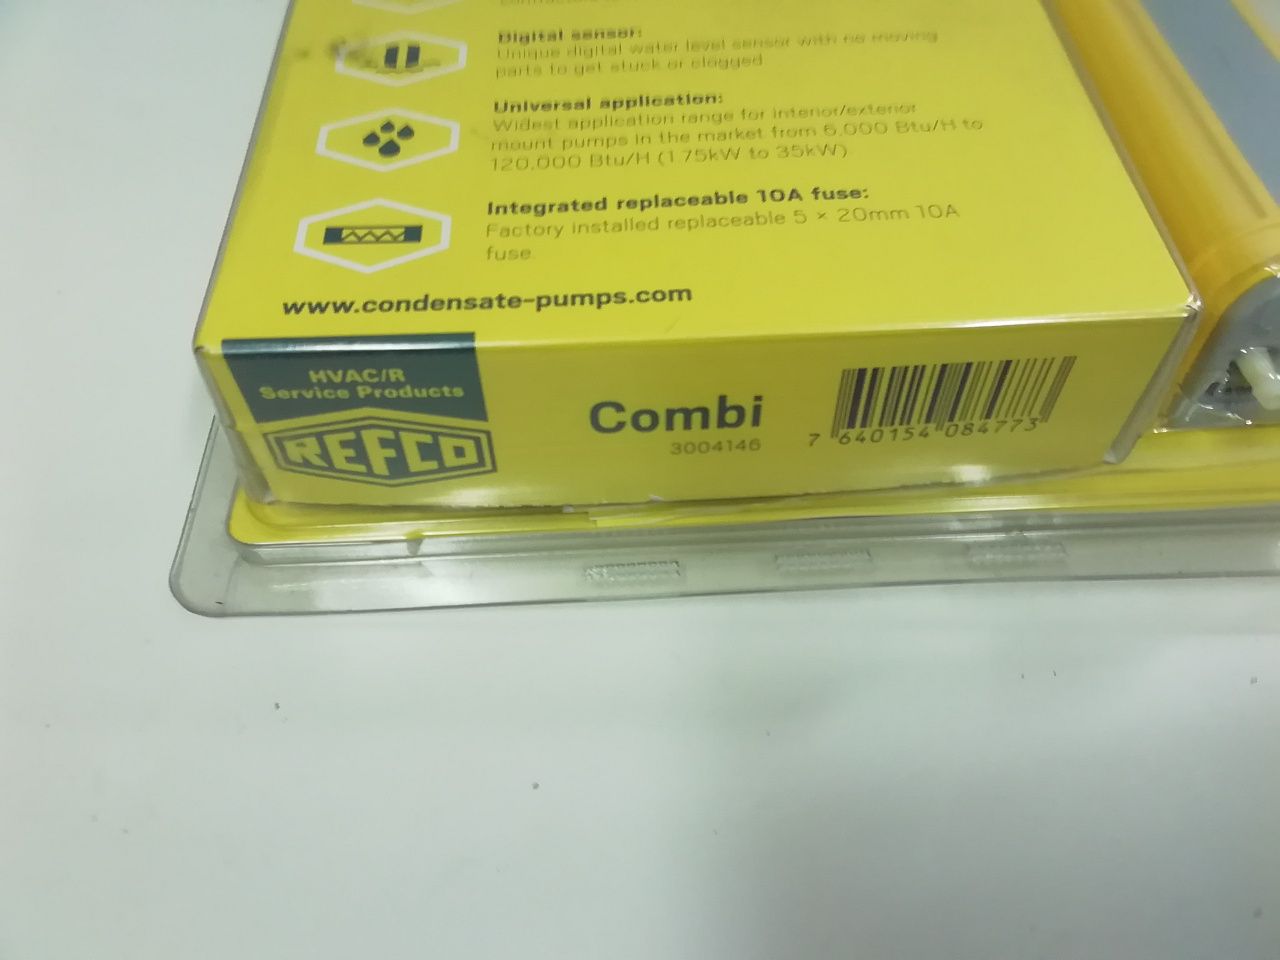 Digital sensor:
Unique digital water level sensor with no moving
parts to get stuck or clogged
Universal application:
Widest application range for interior/exterior
mount pumps in the market from 6,000 Btu/H to
120,000 Btu/H (1.75kW to 35kW)
Integrated replaceable 10A fuse:
Factory installed replaceable 5 × 20mm 10A
fuse.
www.condensate-pumps.com
HVAC/R
Service Products
REFCO
Combi
3004146
7 640154 084773